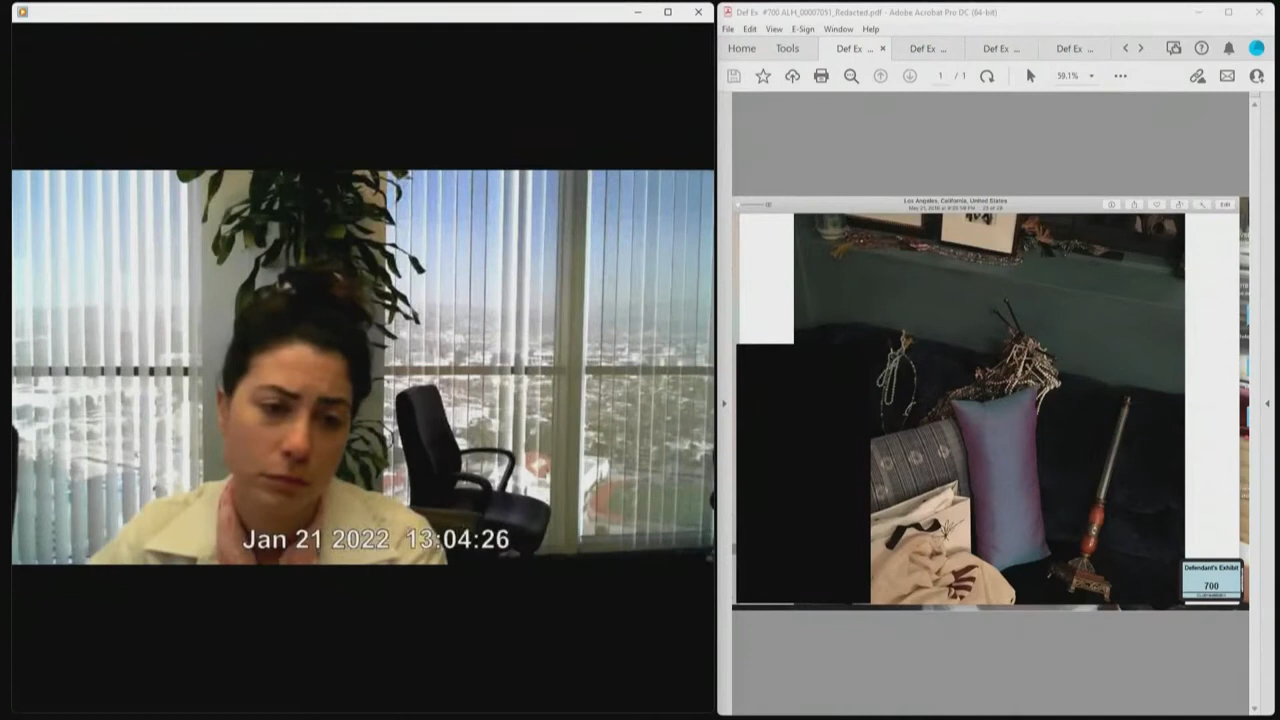 Def Ex #700 ALH_00007051_Redacted.pdf - Adobe Acrobat Pro DC (64-bit)
File Edit View E-Sign Window Help
Home Tools Def Ex ... × Def Ex ... Def Ex ... Def Ex ...
1 / 1 59.1%
Los Angeles, California, United States
Edit
Jan 21 2022 13:04:26
Defendant's Exhibit
700